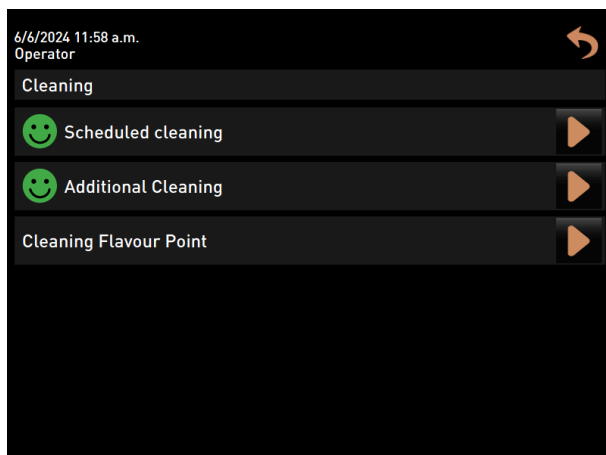 6/6/2024 11:58 a.m.
Operator
Cleaning
Scheduled cleaning
Additional Cleaning
Cleaning Flavour Point